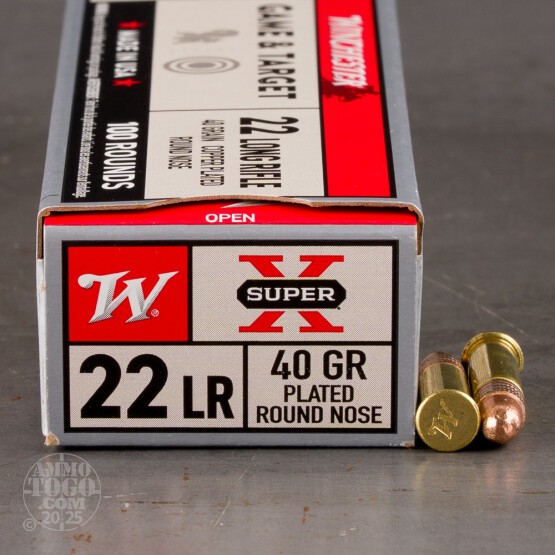 WINCHESTER
GAME & TARGET
22 LONG RIFLE
40 GRAIN COPPER PLATED
ROUND NOSE
MADE IN USA
100 ROUNDS
OPEN
W
SUPER X
22 LR
40 GR
PLATED
ROUND NOSE
W
AMMO
TOGO
.COM
© 2025